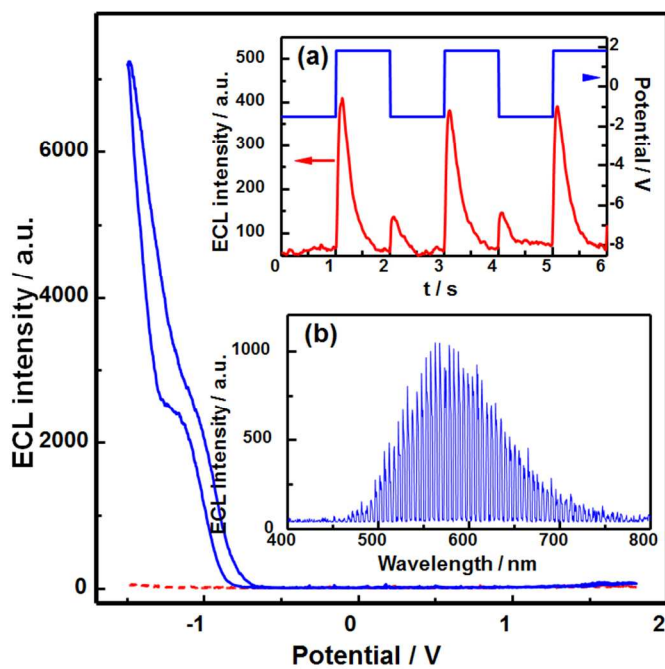 (a)
500
400
300
200
100
ECL intensity / a.u.
2
0
-2
-4
-6
-8
Potential / V
0 1 2 3 4 5 6
t / s
(b)
1000
500
0
ECL intensity / a.u.
400 500 600 700 800
Wavelength / nm
6000
4000
2000
0
ECL intensity / a.u.
-1 0 1 2
Potential / V